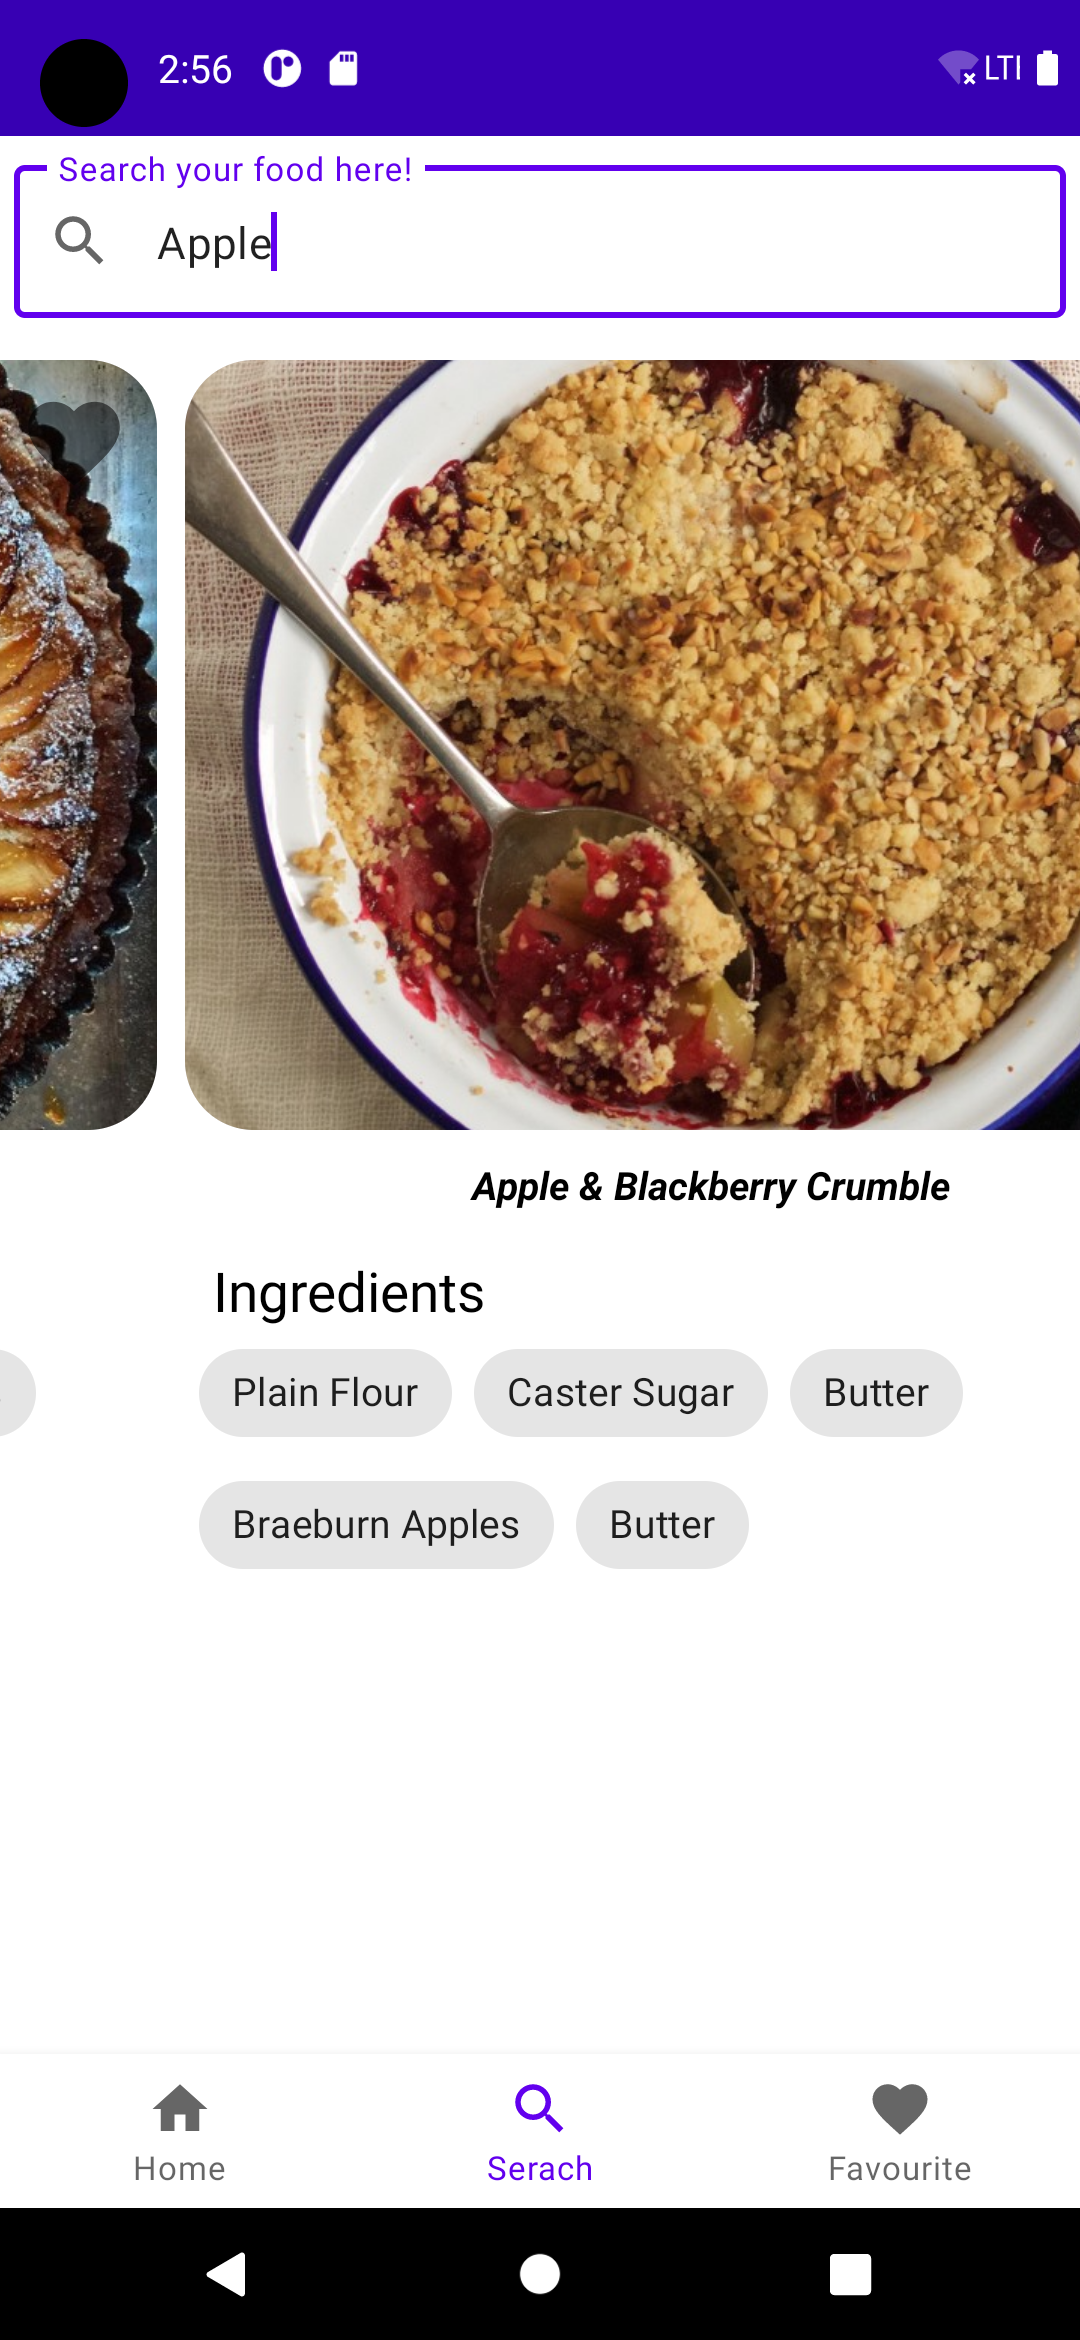 2:56 LTE
Search your food here!
Apple
Apple & Blackberry Crumble
Ingredients
Plain Flour Caster Sugar Butter
Braeburn Apples Butter
Home Serach Favourite